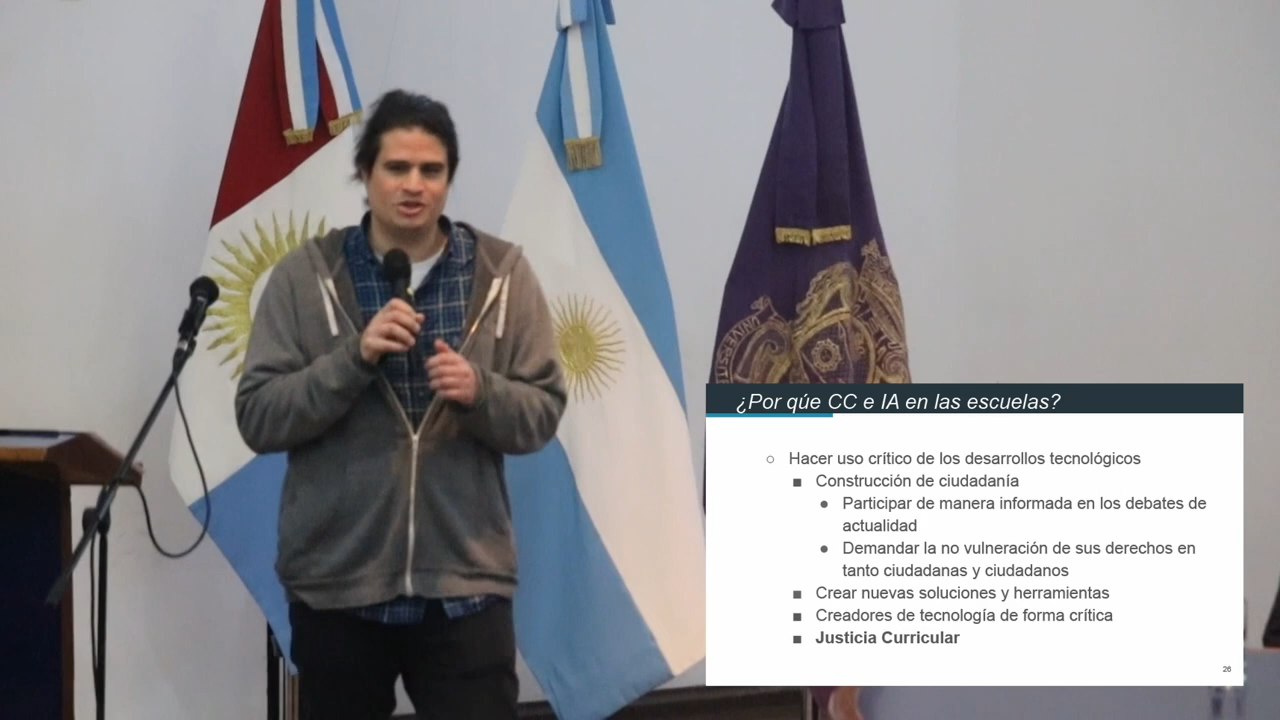 UNIVERSIT
¿Por qúe CC e IA en las escuelas?
Hacer uso crítico de los desarrollos tecnológicos
Construcción de ciudadanía
Participar de manera informada en los debates de
actualidad
Demandar la no vulneración de sus derechos en
tanto ciudadanas y ciudadanos
Crear nuevas soluciones y herramientas
Creadores de tecnología de forma crítica
Justicia Curricular
26